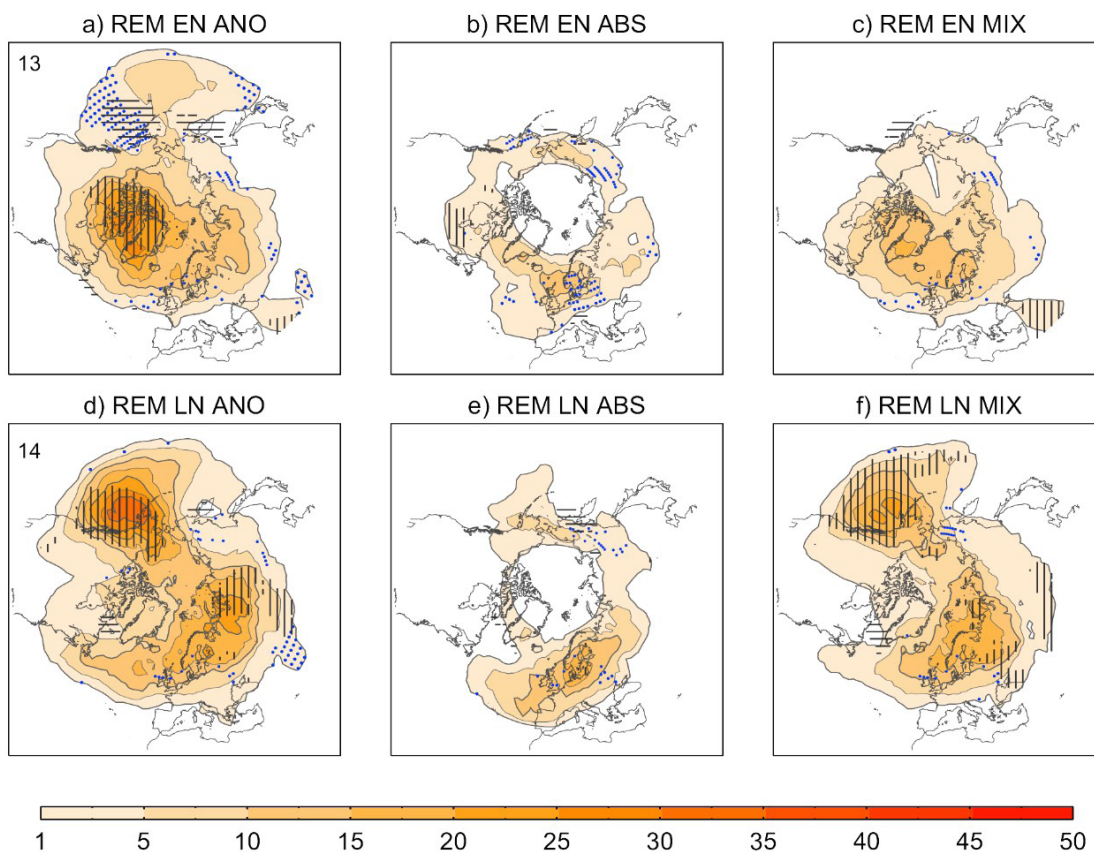 a) REM EN ANO
b) REM EN ABS
c) REM EN MIX
13
d) REM LN ANO
e) REM LN ABS
f) REM LN MIX
14
1 5 10 15 20 25 30 35 40 45 50